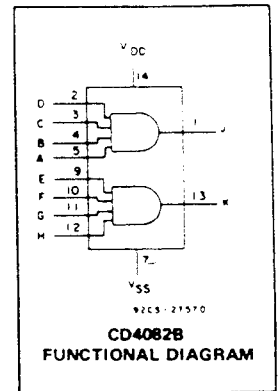 VDD
14
D 2
C 3
B 4
A 5
1 J
E 9
F 10
G 11
H 12
13 K
7
VSS
92CS-27570
CD4082B
FUNCTIONAL DIAGRAM